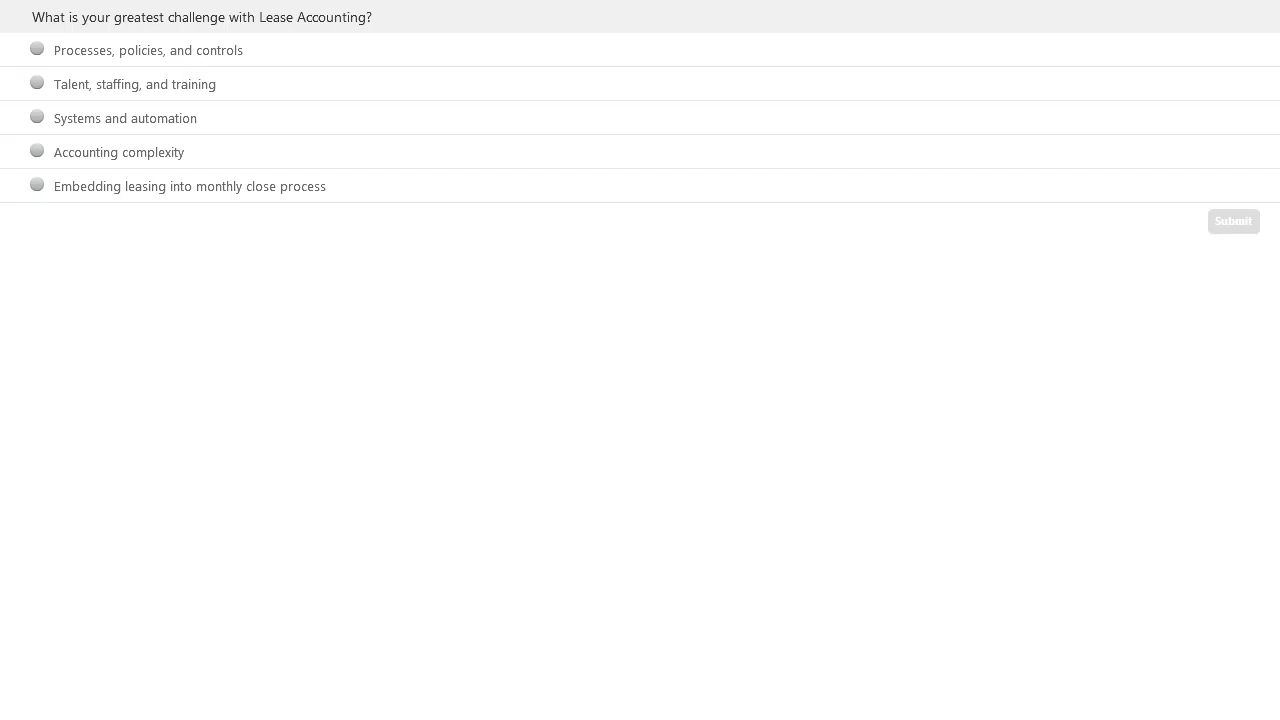 What is your greatest challenge with Lease Accounting?
Processes, policies, and controls
Talent, staffing, and training
Systems and automation
Accounting complexity
Embedding leasing into monthly close process
Submit